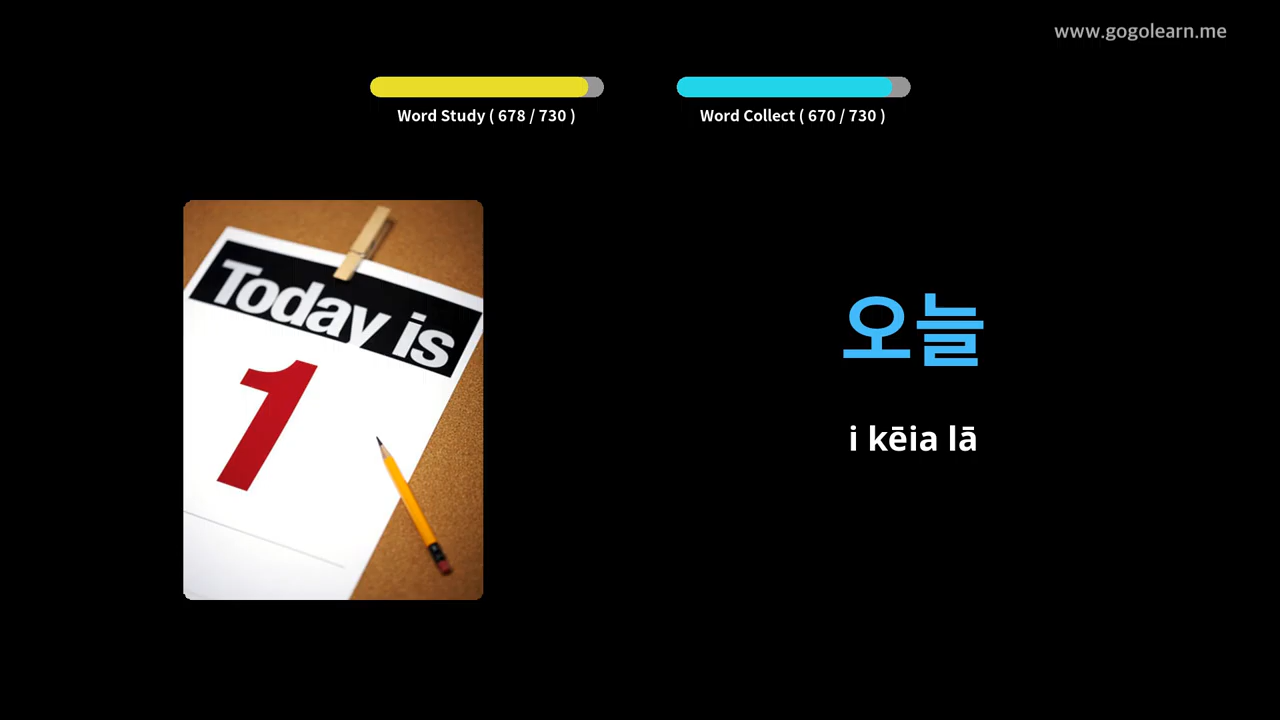 www.gogolearn.me
Word Study ( 678 / 730 )
Word Collect ( 670 / 730 )
Today is
1
오늘
i kēia lā